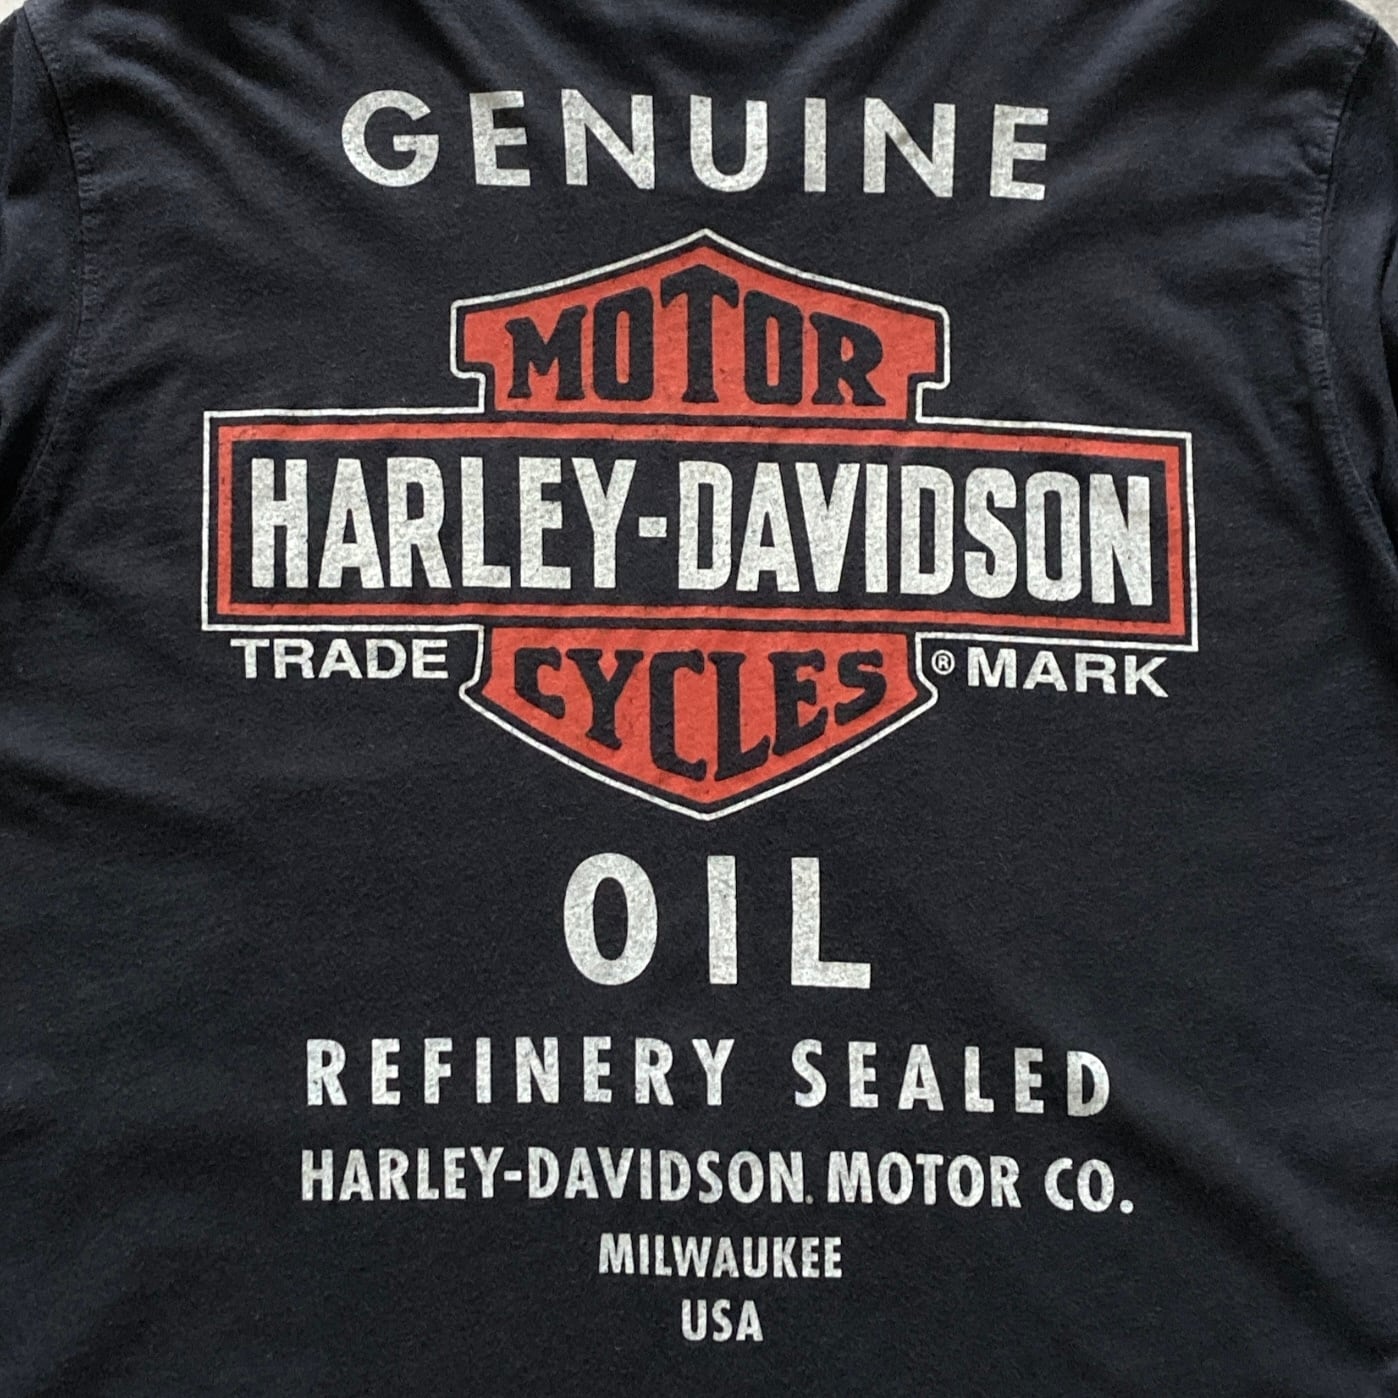 GENUINE
MOTOR
HARLEY-DAVIDSON
TRADE ® MARK
CYCLES
OIL
REFINERY SEALED
HARLEY-DAVIDSON MOTOR CO.
MILWAUKEE
USA